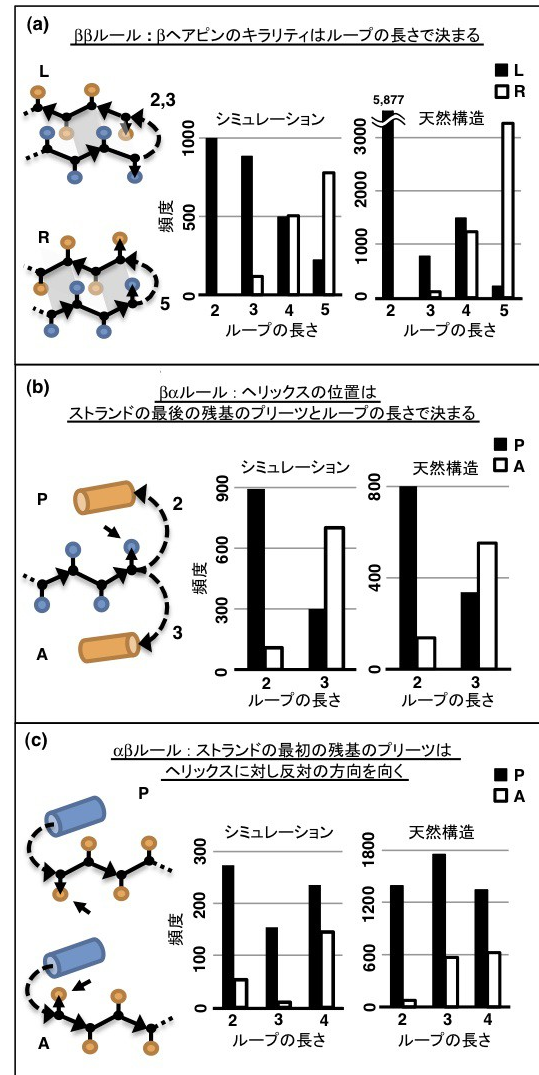 (a)
ββルール：βヘアピンのキラリティはループの長さで決まる
L
2,3
R
5
L
R
シミュレーション
頻度
1000
500
0
2 3 4 5
ループの長さ
5,877
天然構造
3000
2000
1000
0
2 3 4 5
ループの長さ
(b)
βαルール：ヘリックスの位置は
ストランドの最後の残基のプリーツとループの長さで決まる
P
2
A
3
P
A
シミュレーション
頻度
900
600
300
0
2 3
ループの長さ
天然構造
800
400
0
2 3
ループの長さ
(c)
αβルール：ストランドの最初の残基のプリーツは
ヘリックスに対し反対の方向を向く
P
A
P
A
シミュレーション
頻度
300
200
100
0
2 3 4
ループの長さ
天然構造
1800
1200
600
0
2 3 4
ループの長さ